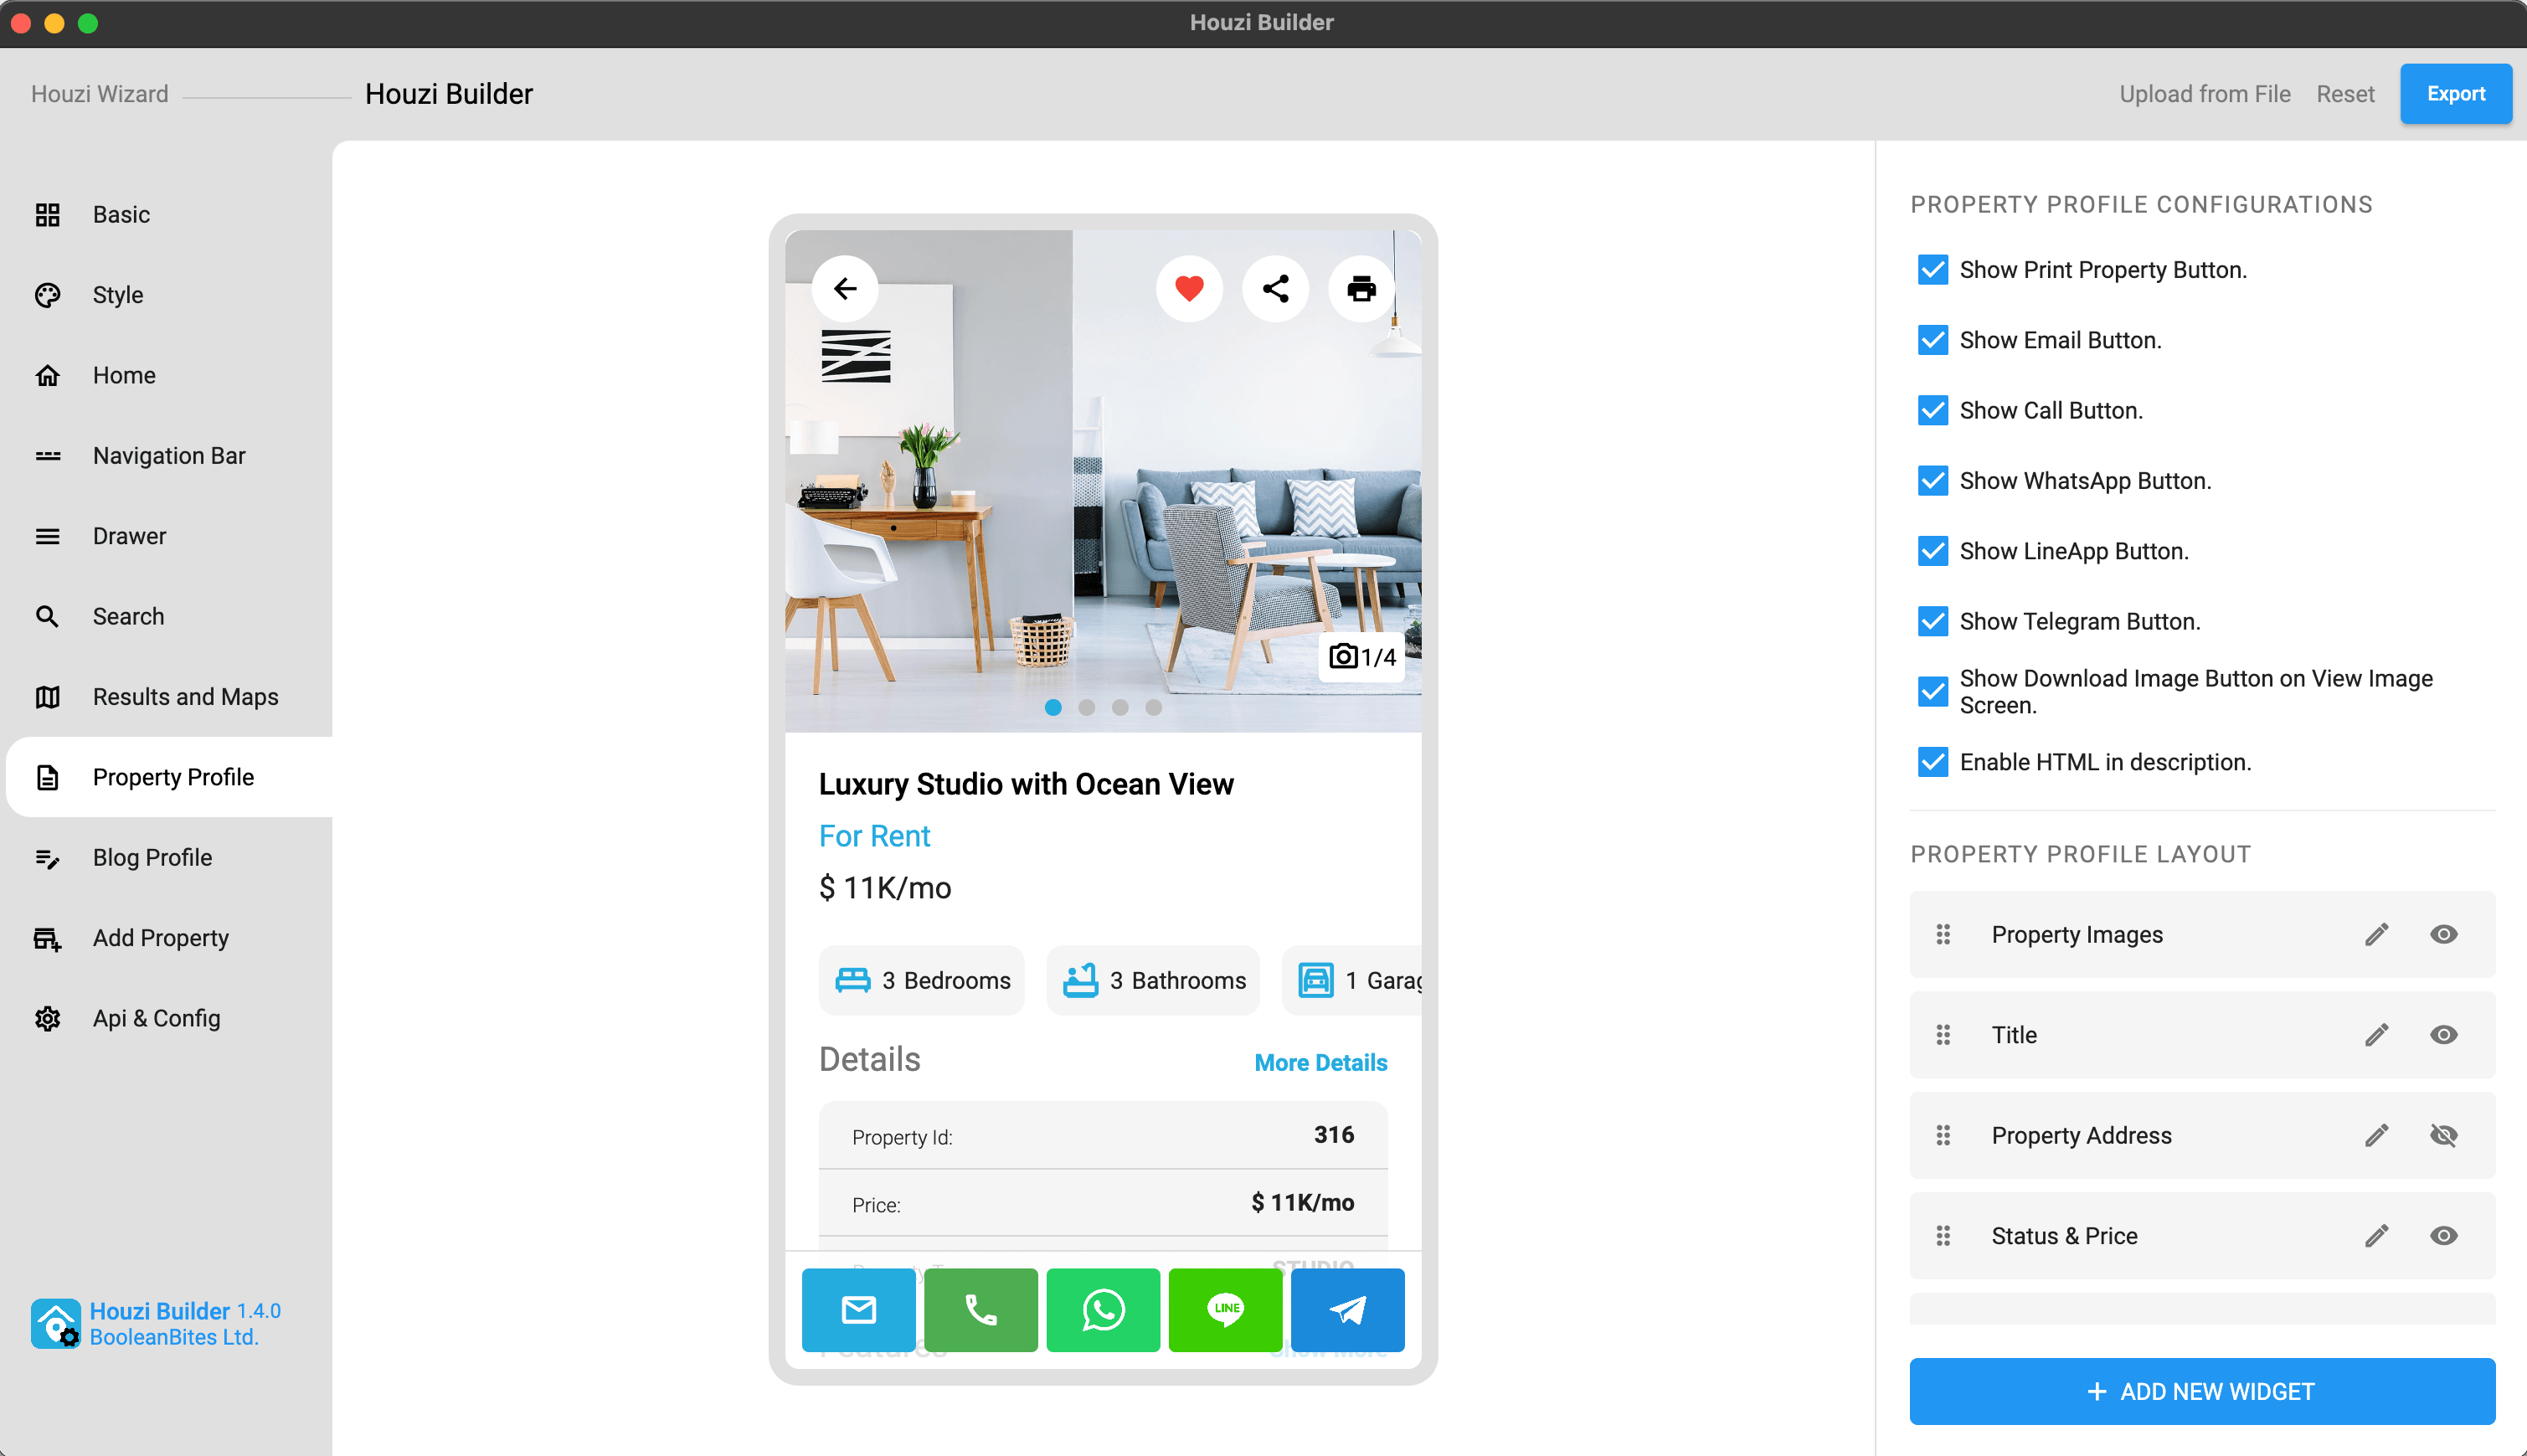 Houzi Builder
Houzi Wizard
Houzi Builder
Upload from File
Reset
Export
Basic
Style
Home
Navigation Bar
Drawer
Search
Results and Maps
Property Profile
Blog Profile
Add Property
Api & Config
Houzi Builder 1.4.0
BooleanBites Ltd.
1/4
Luxury Studio with Ocean View
For Rent
$ 11K/mo
3 Bedrooms
3 Bathrooms
1 Garag
Details
More Details
Property Id:
316
Price:
$ 11K/mo
STUDIO
LINE
Features
Show More
PROPERTY PROFILE CONFIGURATIONS
Show Print Property Button.
Show Email Button.
Show Call Button.
Show WhatsApp Button.
Show LineApp Button.
Show Telegram Button.
Show Download Image Button on View Image
Screen.
Enable HTML in description.
PROPERTY PROFILE LAYOUT
Property Images
Title
Property Address
Status & Price
+ ADD NEW WIDGET